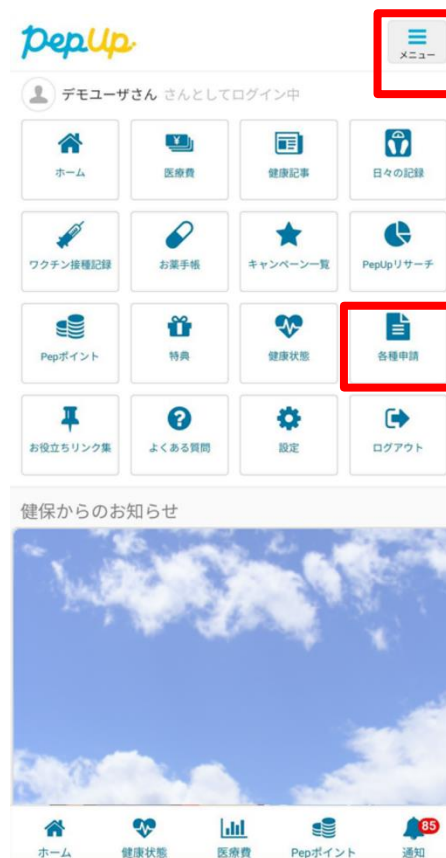 PepUp
メニュー
デモユーザさん さんとしてログイン中
ホーム 医療費 健康記事 日々の記録
ワクチン接種記録 お薬手帳 キャンペーン一覧 PepUpリサーチ
Pepポイント 特典 健康状態 各種申請
お役立ちリンク集 よくある質問 設定 ログアウト
健保からのお知らせ
85
ホーム 健康状態 医療費 Pepポイント 通知